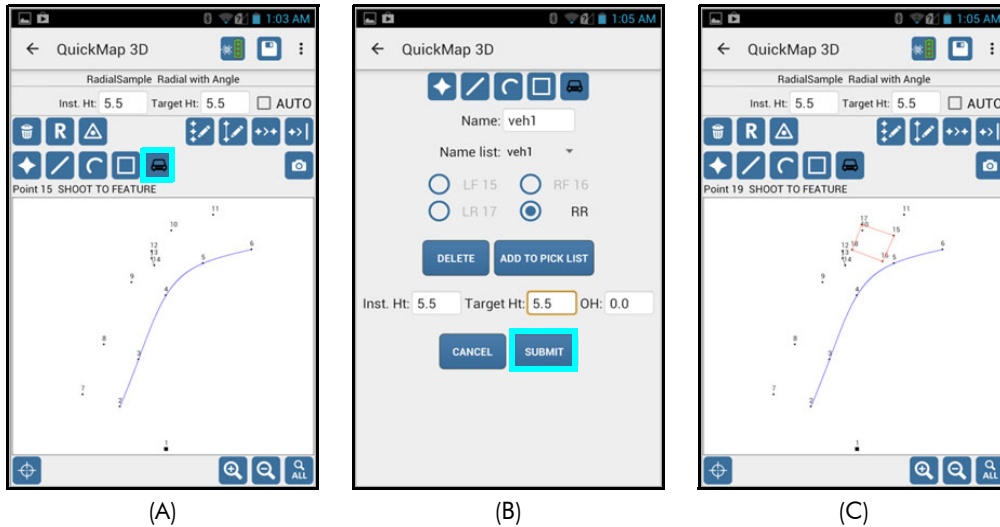 1:03 AM
QuickMap 3D
RadialSample Radial with Angle
Inst. Ht: 5.5 Target Ht: 5.5 AUTO
R
Point 15 SHOOT TO FEATURE
11
10
12
13
14
6
5
9
4
8
3
7
2
1
ALL
(A)
1:05 AM
QuickMap 3D
Name: veh1
Name list: veh1
LF 15 RF 16
LR 17 RR
DELETE ADD TO PICK LIST
Inst. Ht: 5.5 Target Ht: 5.5 OH: 0.0
CANCEL SUBMIT
(B)
1:05 AM
QuickMap 3D
RadialSample Radial with Angle
Inst. Ht: 5.5 Target Ht: 5.5 AUTO
R
Point 19 SHOOT TO FEATURE
11
17
15
12 18
13
14
16
5
6
9
4
8
3
7
2
1
ALL
(C)